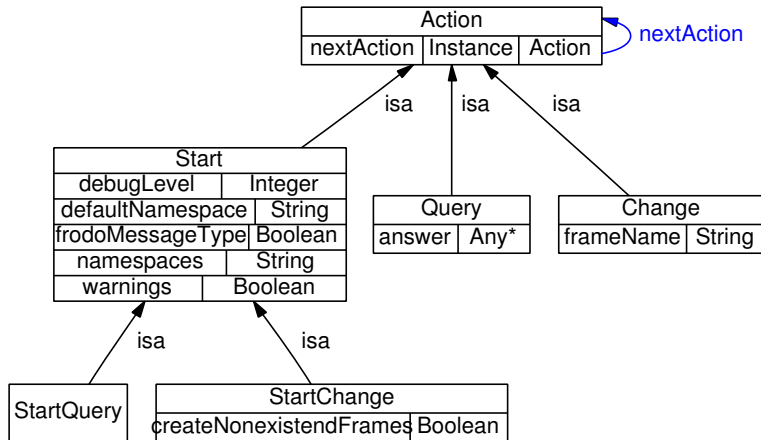 Action
nextAction Instance Action
nextAction
isa isa isa
Start
debugLevel Integer
defaultNamespace String
frodoMessageType Boolean
namespaces String
warnings Boolean
Query
answer Any*
Change
frameName String
isa isa
StartQuery
StartChange
createNonexistendFrames Boolean